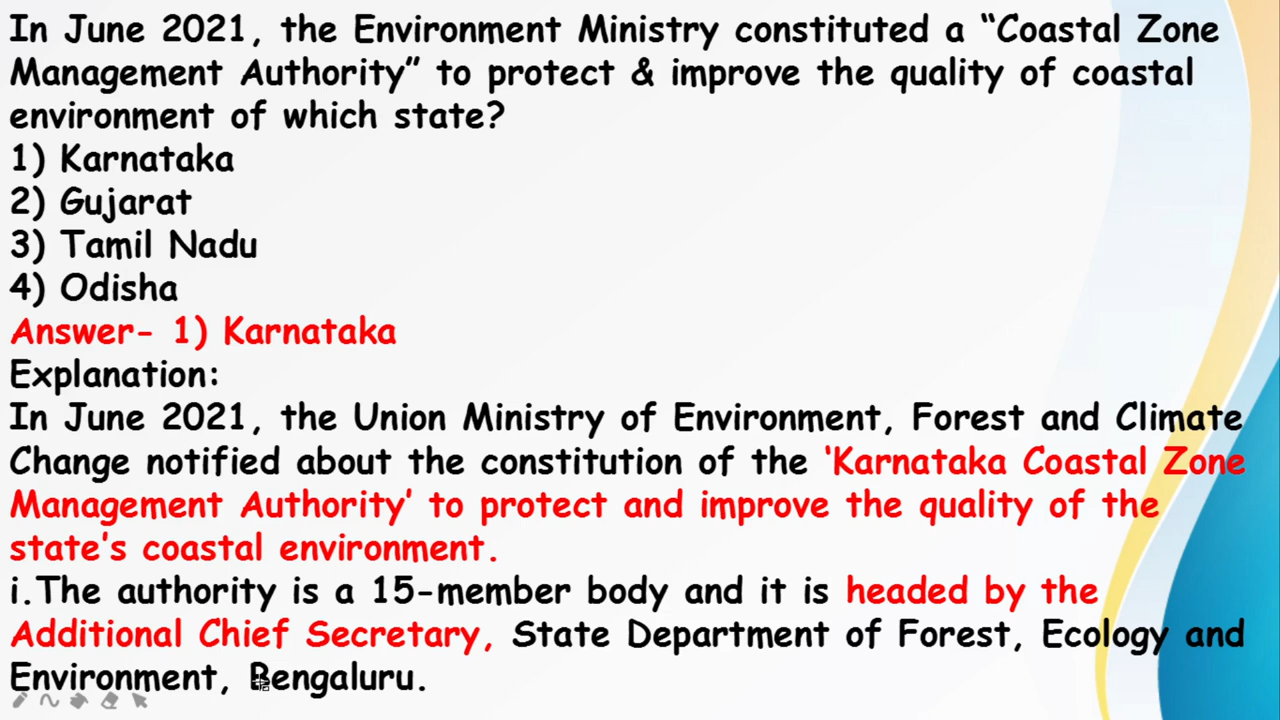 In June 2021, the Environment Ministry constituted a “Coastal Zone
Management Authority” to protect & improve the quality of coastal
environment of which state?
1) Karnataka
2) Gujarat
3) Tamil Nadu
4) Odisha
Answer- 1) Karnataka
Explanation:
In June 2021, the Union Ministry of Environment, Forest and Climate
Change notified about the constitution of the ‘Karnataka Coastal Zone
Management Authority’ to protect and improve the quality of the
state’s coastal environment.
i.The authority is a 15-member body and it is headed by the
Additional Chief Secretary, State Department of Forest, Ecology and
Environment, Bengaluru.